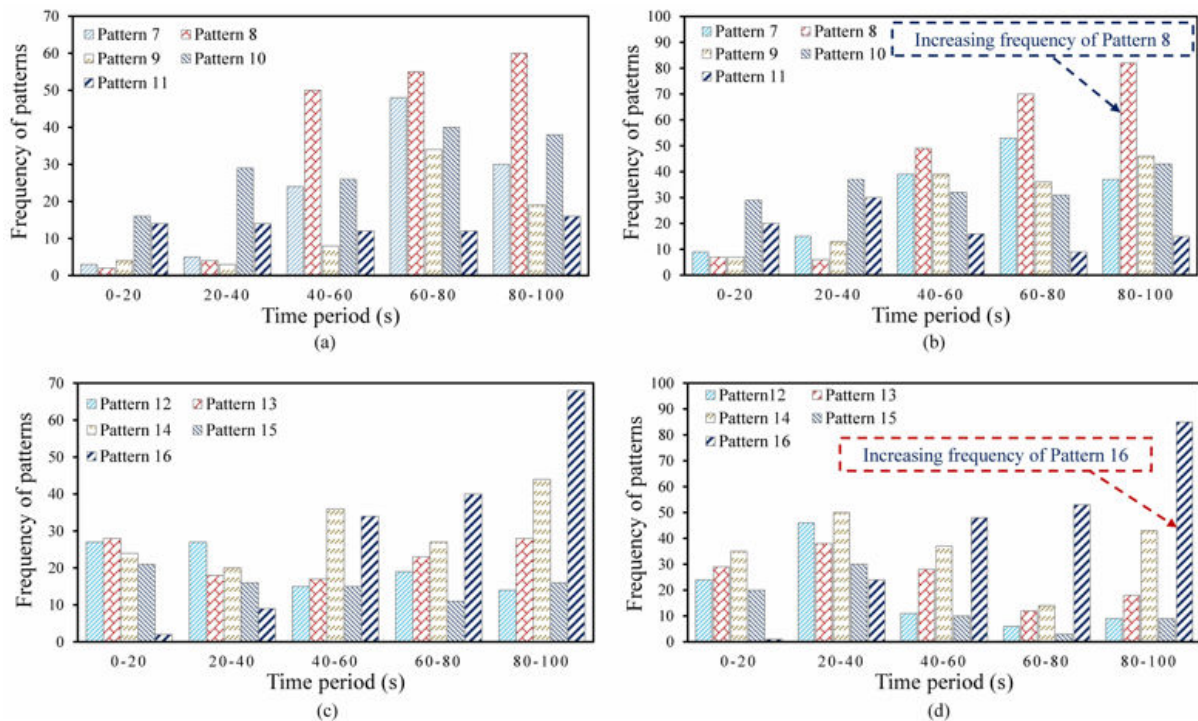 70
60
50
40
30
20
10
0
Frequency of patterns
Pattern 7 Pattern 8
Pattern 9 Pattern 10
Pattern 11
0-20 20-40 40-60 60-80 80-100
Time period (s)
(a)
100
90
80
70
60
50
40
30
20
10
0
Frequency of patetrns
Pattern 7 Pattern 8
Pattern 9 Pattern 10
Pattern 11
Increasing frequency of Pattern 8
0-20 20-40 40-60 60-80 80-100
Time period (s)
(b)
70
60
50
40
30
20
10
0
Frequency of patterns
Pattern 12 Pattern 13
Pattern 14 Pattern 15
Pattern 16
0-20 20-40 40-60 60-80 80-100
Time period (s)
(c)
100
90
80
70
60
50
40
30
20
10
0
Frequency of patterns
Pattern12 Pattern 13
Pattern 14 Pattern 15
Pattern 16
Increasing frequency of Pattern 16
0-20 20-40 40-60 60-80 80-100
Time period (s)
(d)